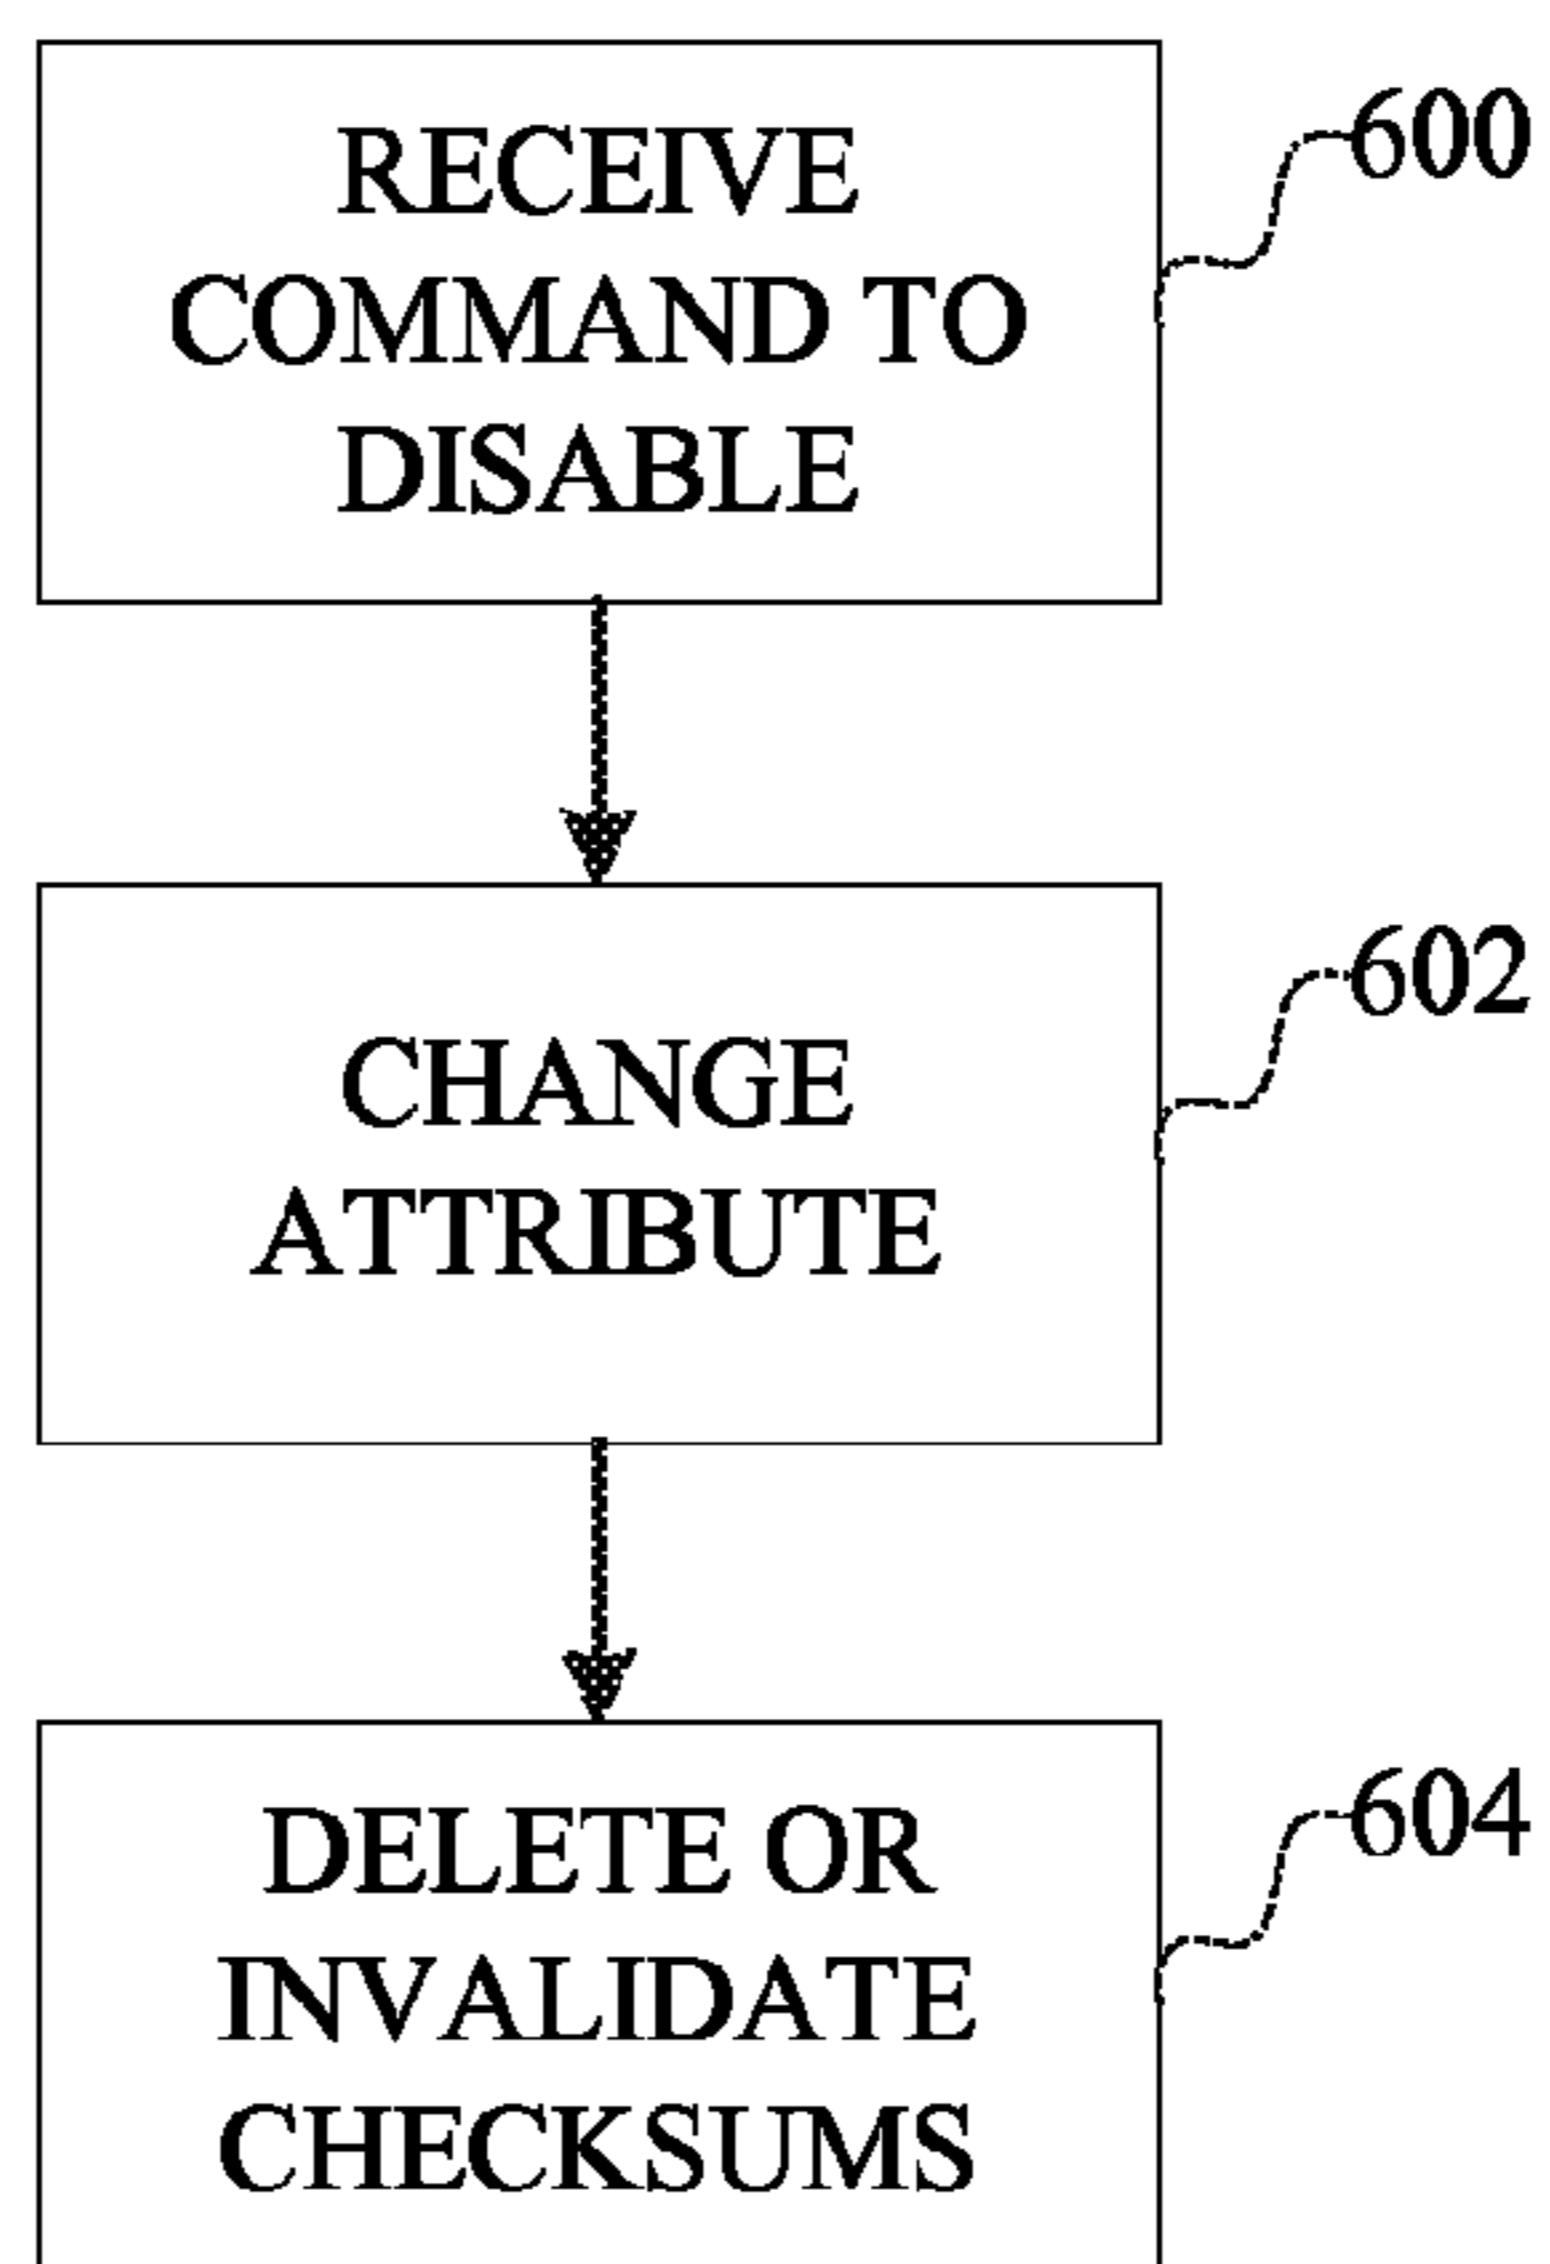 RECEIVE
COMMAND TO
DISABLE
600
CHANGE
ATTRIBUTE
602
DELETE OR
INVALIDATE
CHECKSUMS
604